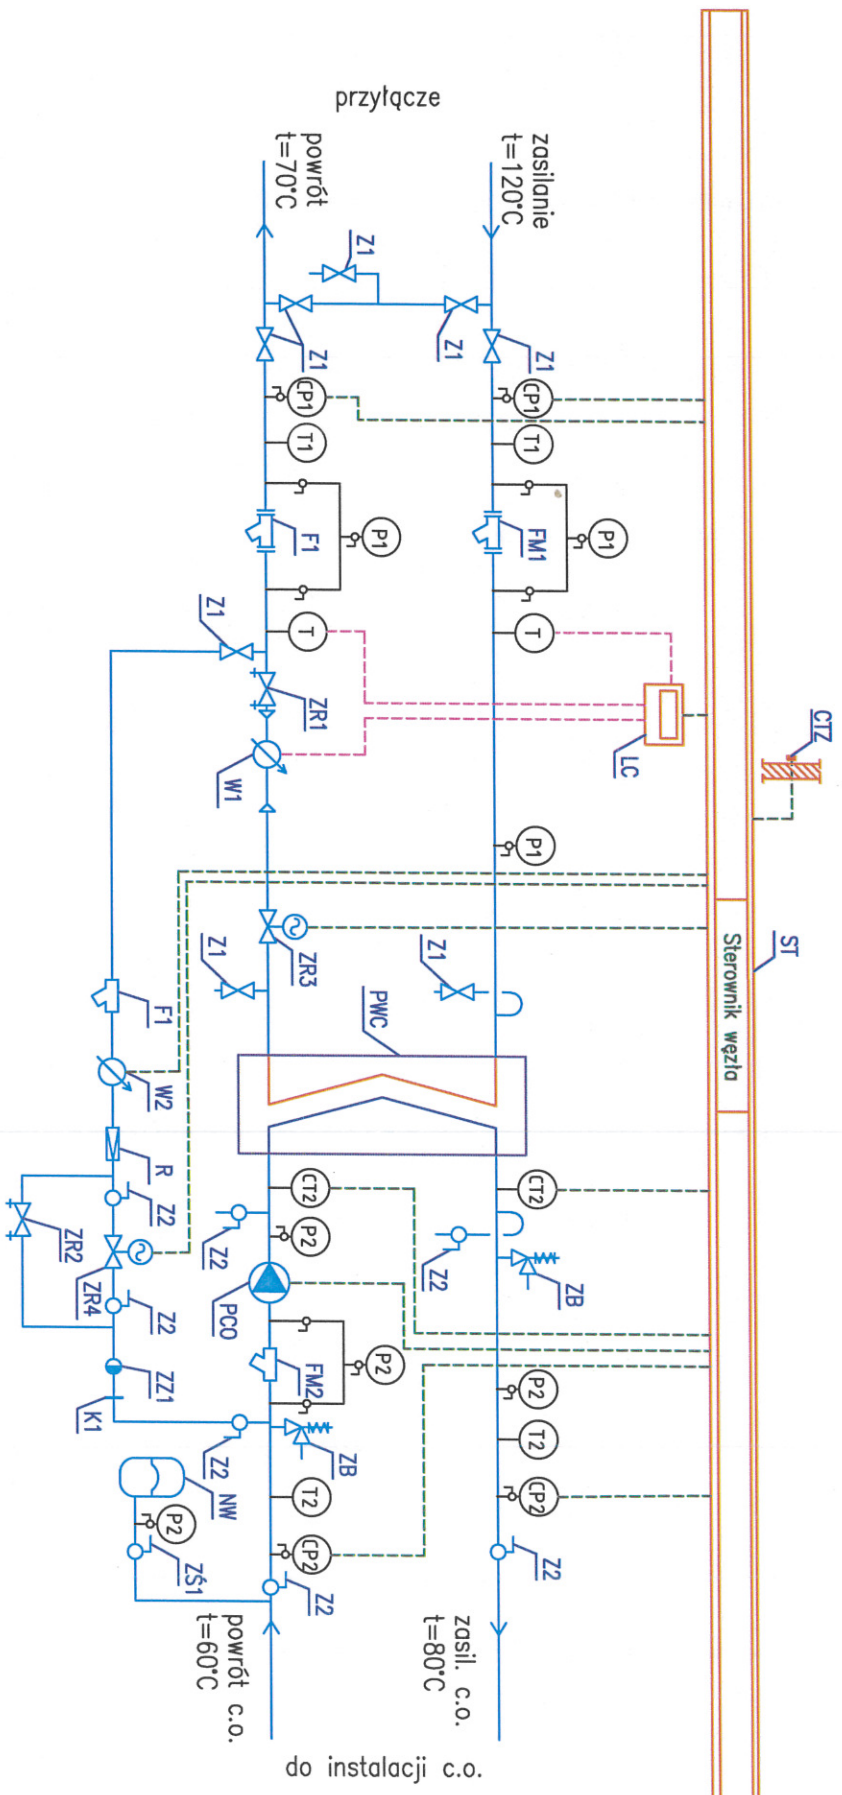 przyłącze
zasilanie
t=120°C
powrót
t=70°C
Z1
Z1
Z1
Z1
Z1
CP1
CP1
T1
T1
P1
P1
FM1
F1
T
T
Z1
ZR1
W1
LC
CTZ
P1
ST
Sterownik węzła
ZR3
Z1
Z1
PWC
F1
W2
R
Z2
ZR2
ZR4
Z2
ZZ1
K1
CT2
CT2
Z2
P2
PCO
Z2
ZB
P2
FM2
P2
T2
CP2
Z2
ZB
Z2
NW
T2
P2
CP2
ZŚ1
Z2
zasil. c.o.
t=80°C
powrót c.o.
t=60°C
do instalacji c.o.